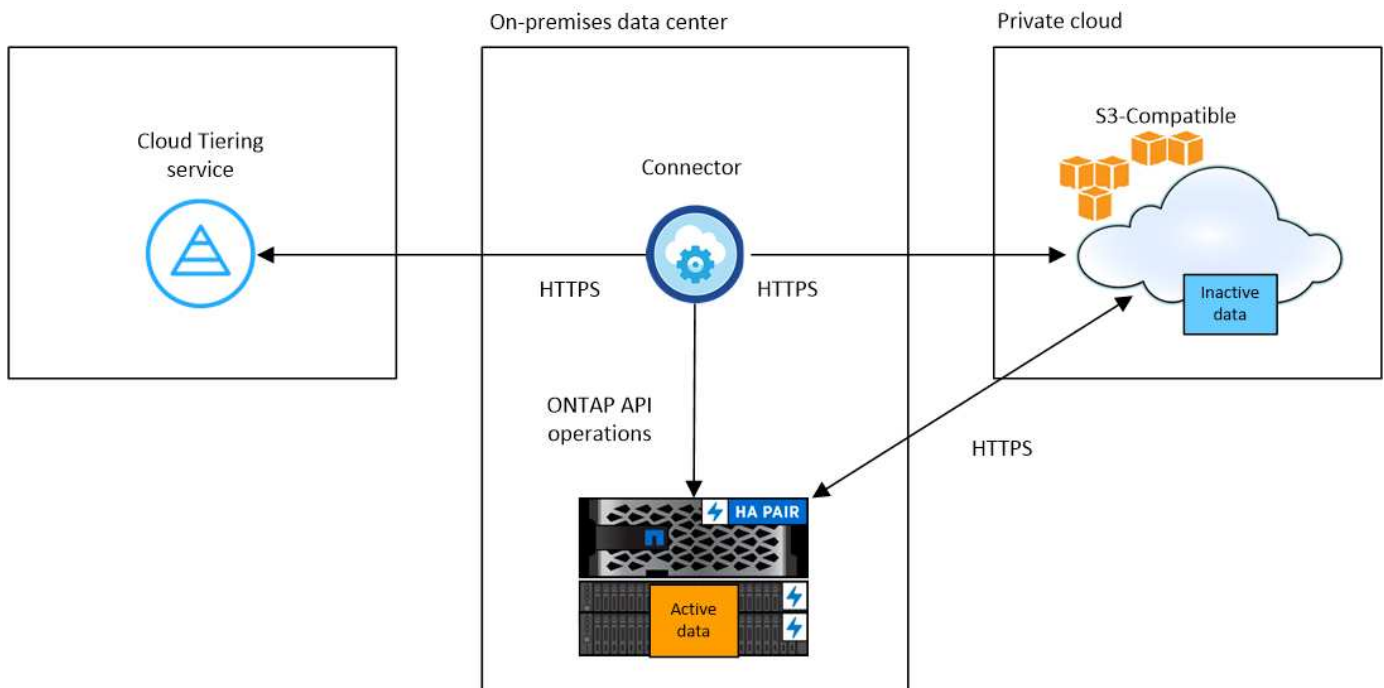 On-premises data center
Private cloud
Cloud Tiering
service
Connector
S3-Compatible
HTTPS
HTTPS
Inactive
data
ONTAP API
operations
HTTPS
HA PAIR
Active
data